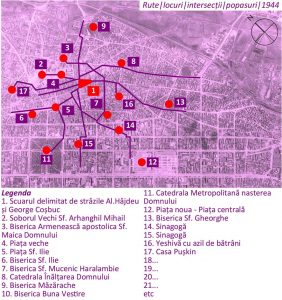 Rute|locuri|intersecții|popasuri|1944
9
3
8
2
1
17
5
7
16
13
6
14
15
11
12
Legenda
1. Scuarul delimitat de străzile Al.Hâjdeu
și George Coșbuc
2. Soborul Vechi Sf. Arhanghil Mihail
3. Biserica Armenească apostolica Sf.
Maica Domnului
4. Piața veche
5. Piața Sf. Ilie
6. Biserica Sf. Ilie
7. Biserica Sf. Mucenic Haralambie
8. Catedrala Înălțarea Domnului
9. Biserica Măzărache
10. Biserica Buna Vestire
11. Catedrala Metropolitană nasterea
Domnului
12. Piața noua - Piața centrală
13. Biserica Sf. Gheorghe
14. Sinagogă
15. Sinagogă
16. Yeshivă cu azil de bătrâni
17. Casa Pușkin
18...
19...
20...
21...
etc